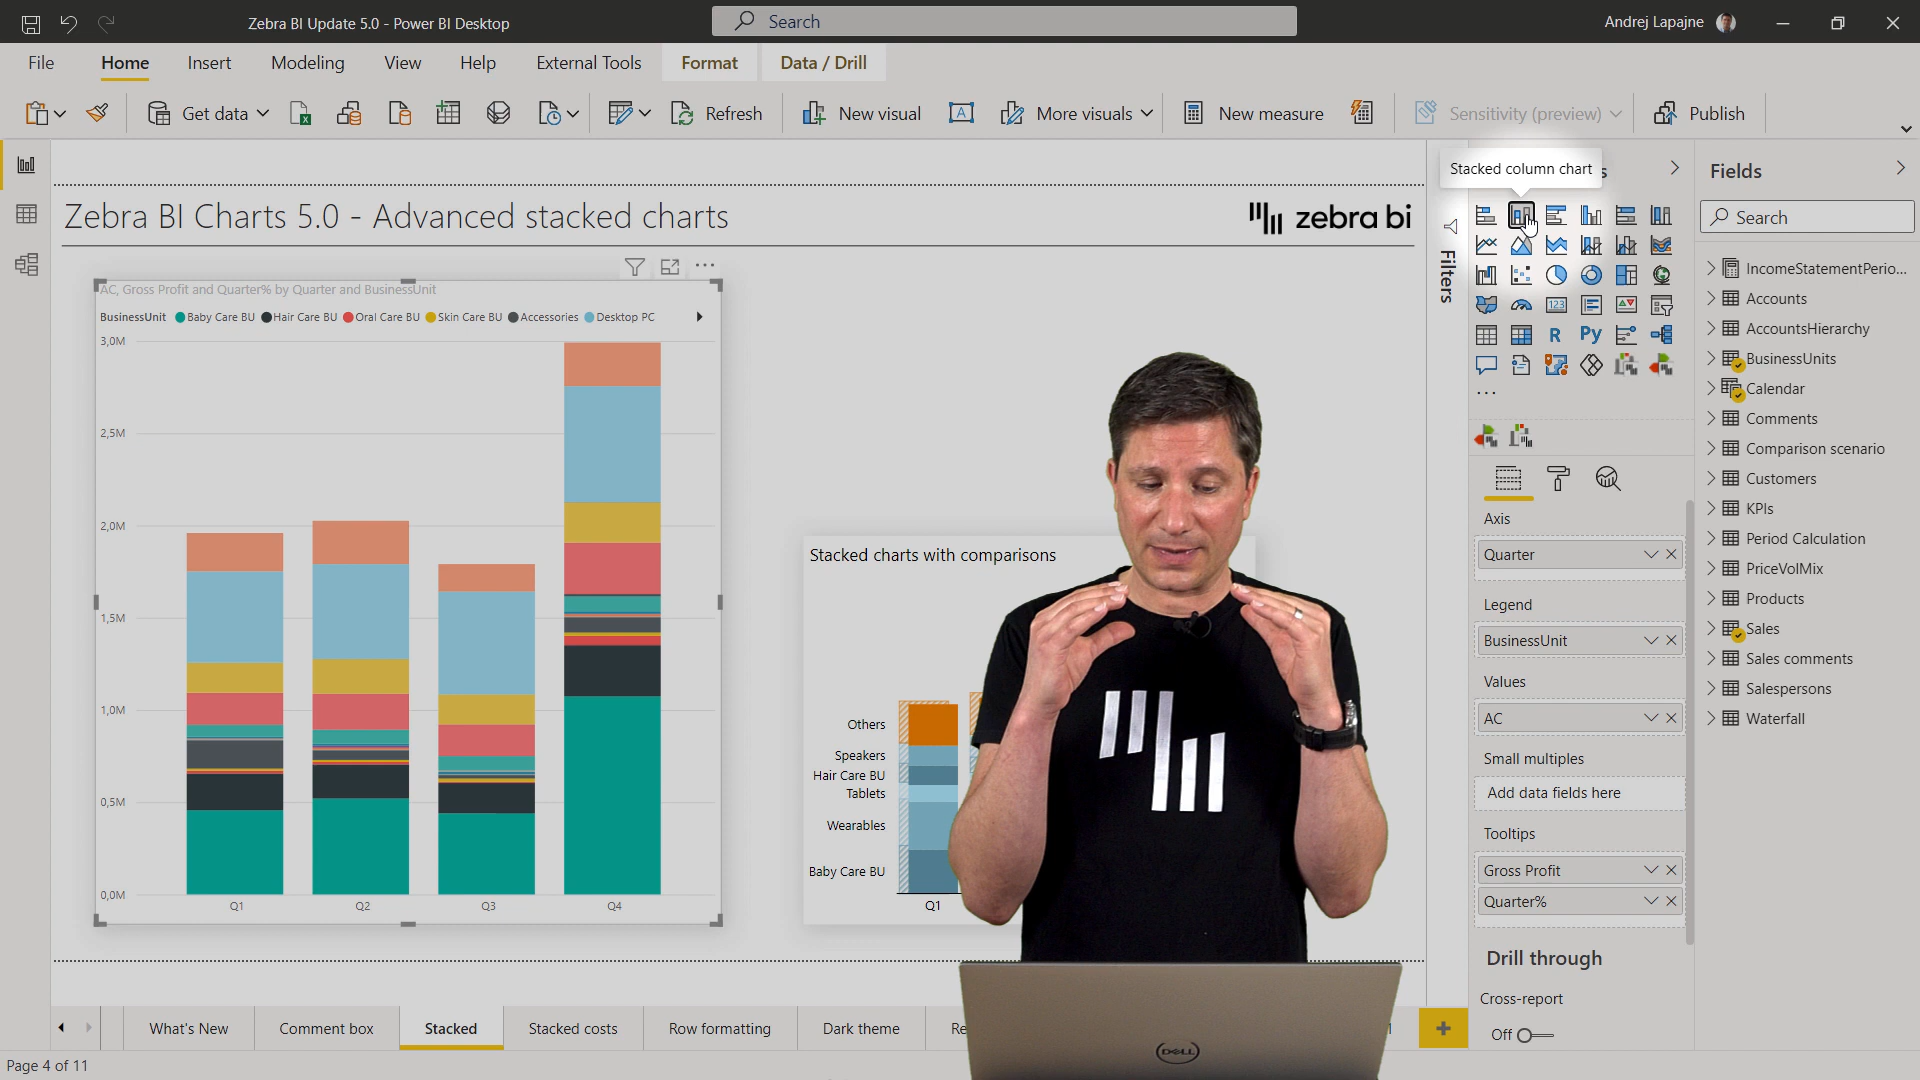 Zebra BI Update 5.0 - Power BI Desktop
Search
Andrej Lapajne
File
Home
Insert
Modeling
View
Help
External Tools
Format
Data / Drill
Get data
Refresh
New visual
More visuals
New measure
Sensitivity (preview)
Publish
Stacked column chart
s
Fields
Search
Zebra BI Charts 5.0 - Advanced stacked charts
zebra bi
Filters
AC, Gross Profit and Quarter% by Quarter and BusinessUnit
BusinessUnit Baby Care BU Hair Care BU Oral Care BU Skin Care BU Accessories Desktop PC
3,0M
2,5M
2,0M
1,5M
1,0M
0,5M
0,0M
Q1
Q2
Q3
Q4
Stacked charts with comparisons
Others
Speakers
Hair Care BU
Tablets
Wearables
Baby Care BU
Q1
123
R
Py
Axis
Quarter
Legend
BusinessUnit
Values
AC
Small multiples
Add data fields here
Tooltips
Gross Profit
Quarter%
Drill through
Cross-report
Off
IncomeStatementPerio...
Accounts
AccountsHierarchy
BusinessUnits
Calendar
Comments
Comparison scenario
Customers
KPIs
Period Calculation
PriceVolMix
Products
Sales
Sales comments
Salespersons
Waterfall
DELL
What's New
Comment box
Stacked
Stacked costs
Row formatting
Dark theme
Re
Page 4 of 11